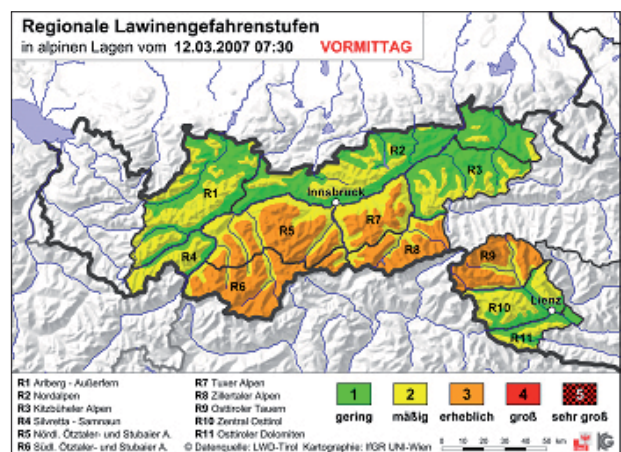 Regionale Lawinengefahrenstufen
in alpinen Lagen vom 12.03.2007 07:30 VORMITTAG
R2
R3
R1
Innsbruck
R7
R5
R8
R4
R9
R6
R10
Lienz
R11
R1 Arlberg - Außerfern
R2 Nordalpen
R3 Kitzbüheler Alpen
R4 Silvretta - Samnaun
R5 Nördl. Ötztaler- und Stubaier A.
R6 Südl. Ötztaler- und Stubaier A.
R7 Tuxer Alpen
R8 Zillertaler Alpen
R9 Osttiroler Tauern
R10 Zentral Osttirol
R11 Osttiroler Dolomiten
© Datenquelle: LWD-Tirol Kartographie: IfGR UNI-Wien
1 2 3 4 5
gering mäßig erheblich groß sehr groß
0 10 20 30 40 50 km